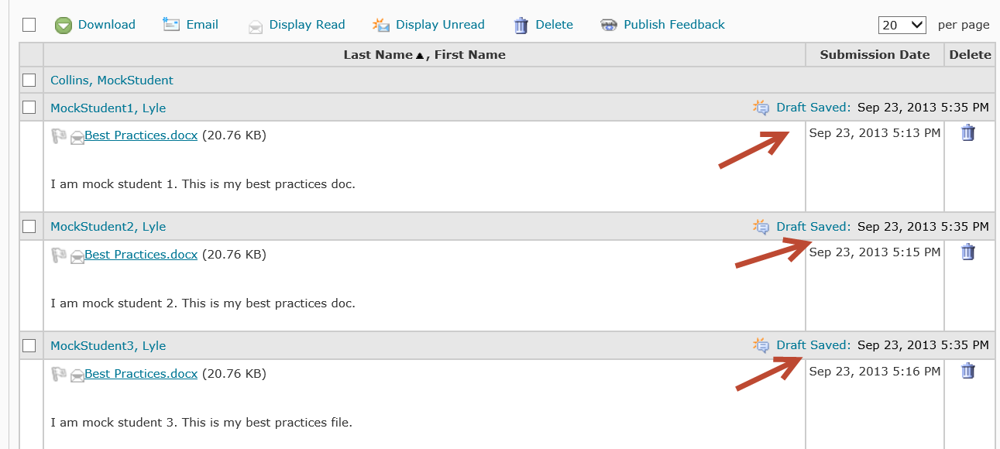 Download Email Display Read Display Unread Delete Publish Feedback 20 per page
Last Name ▲, First Name Submission Date Delete
Collins, MockStudent
MockStudent1, Lyle Draft Saved: Sep 23, 2013 5:35 PM
Best Practices.docx (20.76 KB) Sep 23, 2013 5:13 PM
I am mock student 1. This is my best practices doc.
MockStudent2, Lyle Draft Saved: Sep 23, 2013 5:35 PM
Best Practices.docx (20.76 KB) Sep 23, 2013 5:15 PM
I am mock student 2. This is my best practices doc.
MockStudent3, Lyle Draft Saved: Sep 23, 2013 5:35 PM
Best Practices.docx (20.76 KB) Sep 23, 2013 5:16 PM
I am mock student 3. This is my best practices file.